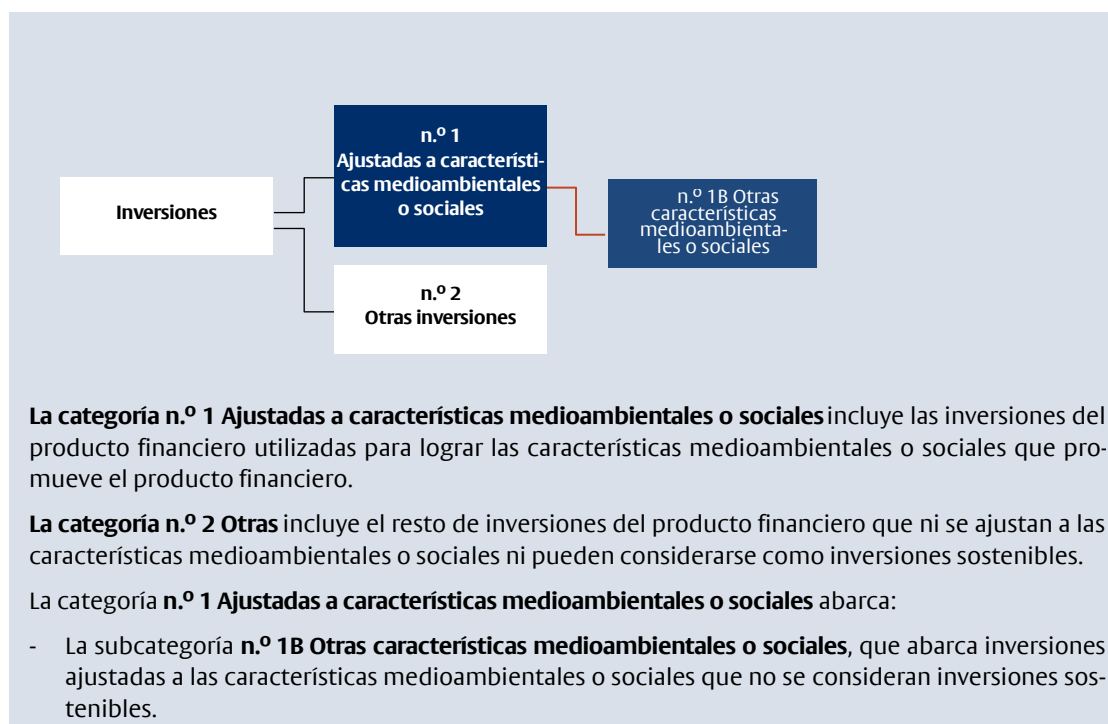 n.º 1
Ajustadas a característi-
cas medioambientales
o sociales
Inversiones
n.º 1B Otras
características
medioambienta-
les o sociales
n.º 2
Otras inversiones
La categoría n.º 1 Ajustadas a características medioambientales o sociales incluye las inversiones del
producto financiero utilizadas para lograr las características medioambientales o sociales que pro-
mueve el producto financiero.
La categoría n.º 2 Otras incluye el resto de inversiones del producto financiero que ni se ajustan a las
características medioambientales o sociales ni pueden considerarse como inversiones sostenibles.
La categoría n.º 1 Ajustadas a características medioambientales o sociales abarca:
- La subcategoría n.º 1B Otras características medioambientales o sociales, que abarca inversiones
ajustadas a las características medioambientales o sociales que no se consideran inversiones sos-
tenibles.